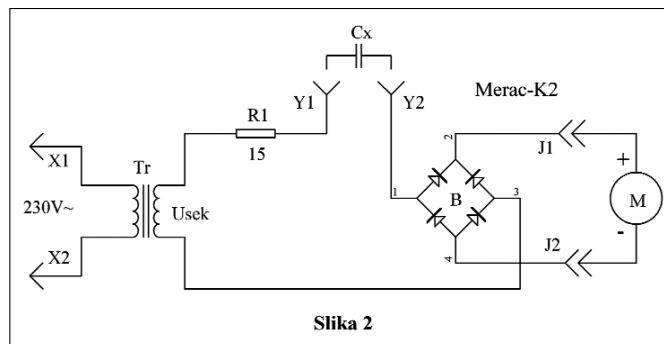 Cx
Y1
Y2
Merac-K2
R1
15
X1
Tr
230V~
Usek
X2
1
2
3
4
B
J1
J2
+
M
-
Slika 2